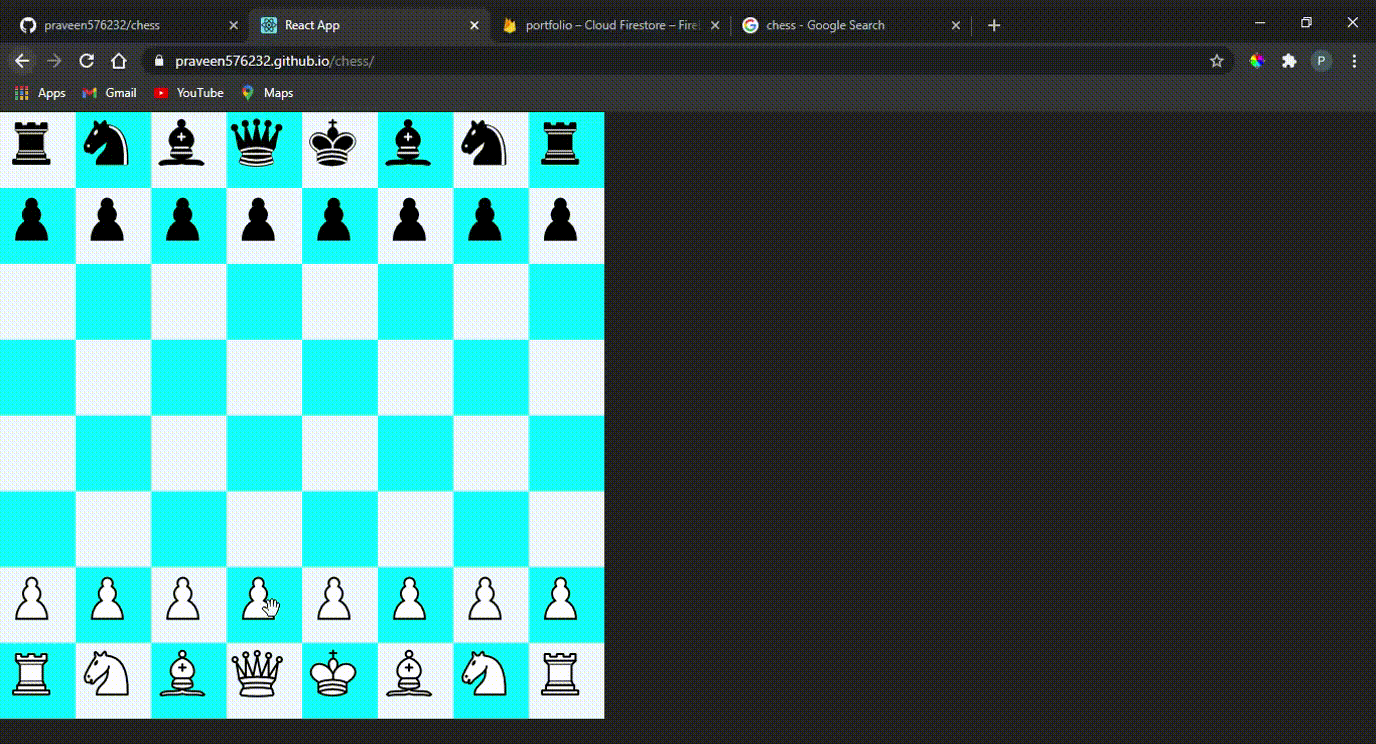 praveen576232/chess
React App
portfolio – Cloud Firestore – Fire
chess - Google Search
praveen576232.github.io/chess/
P
Apps
Gmail
YouTube
Maps